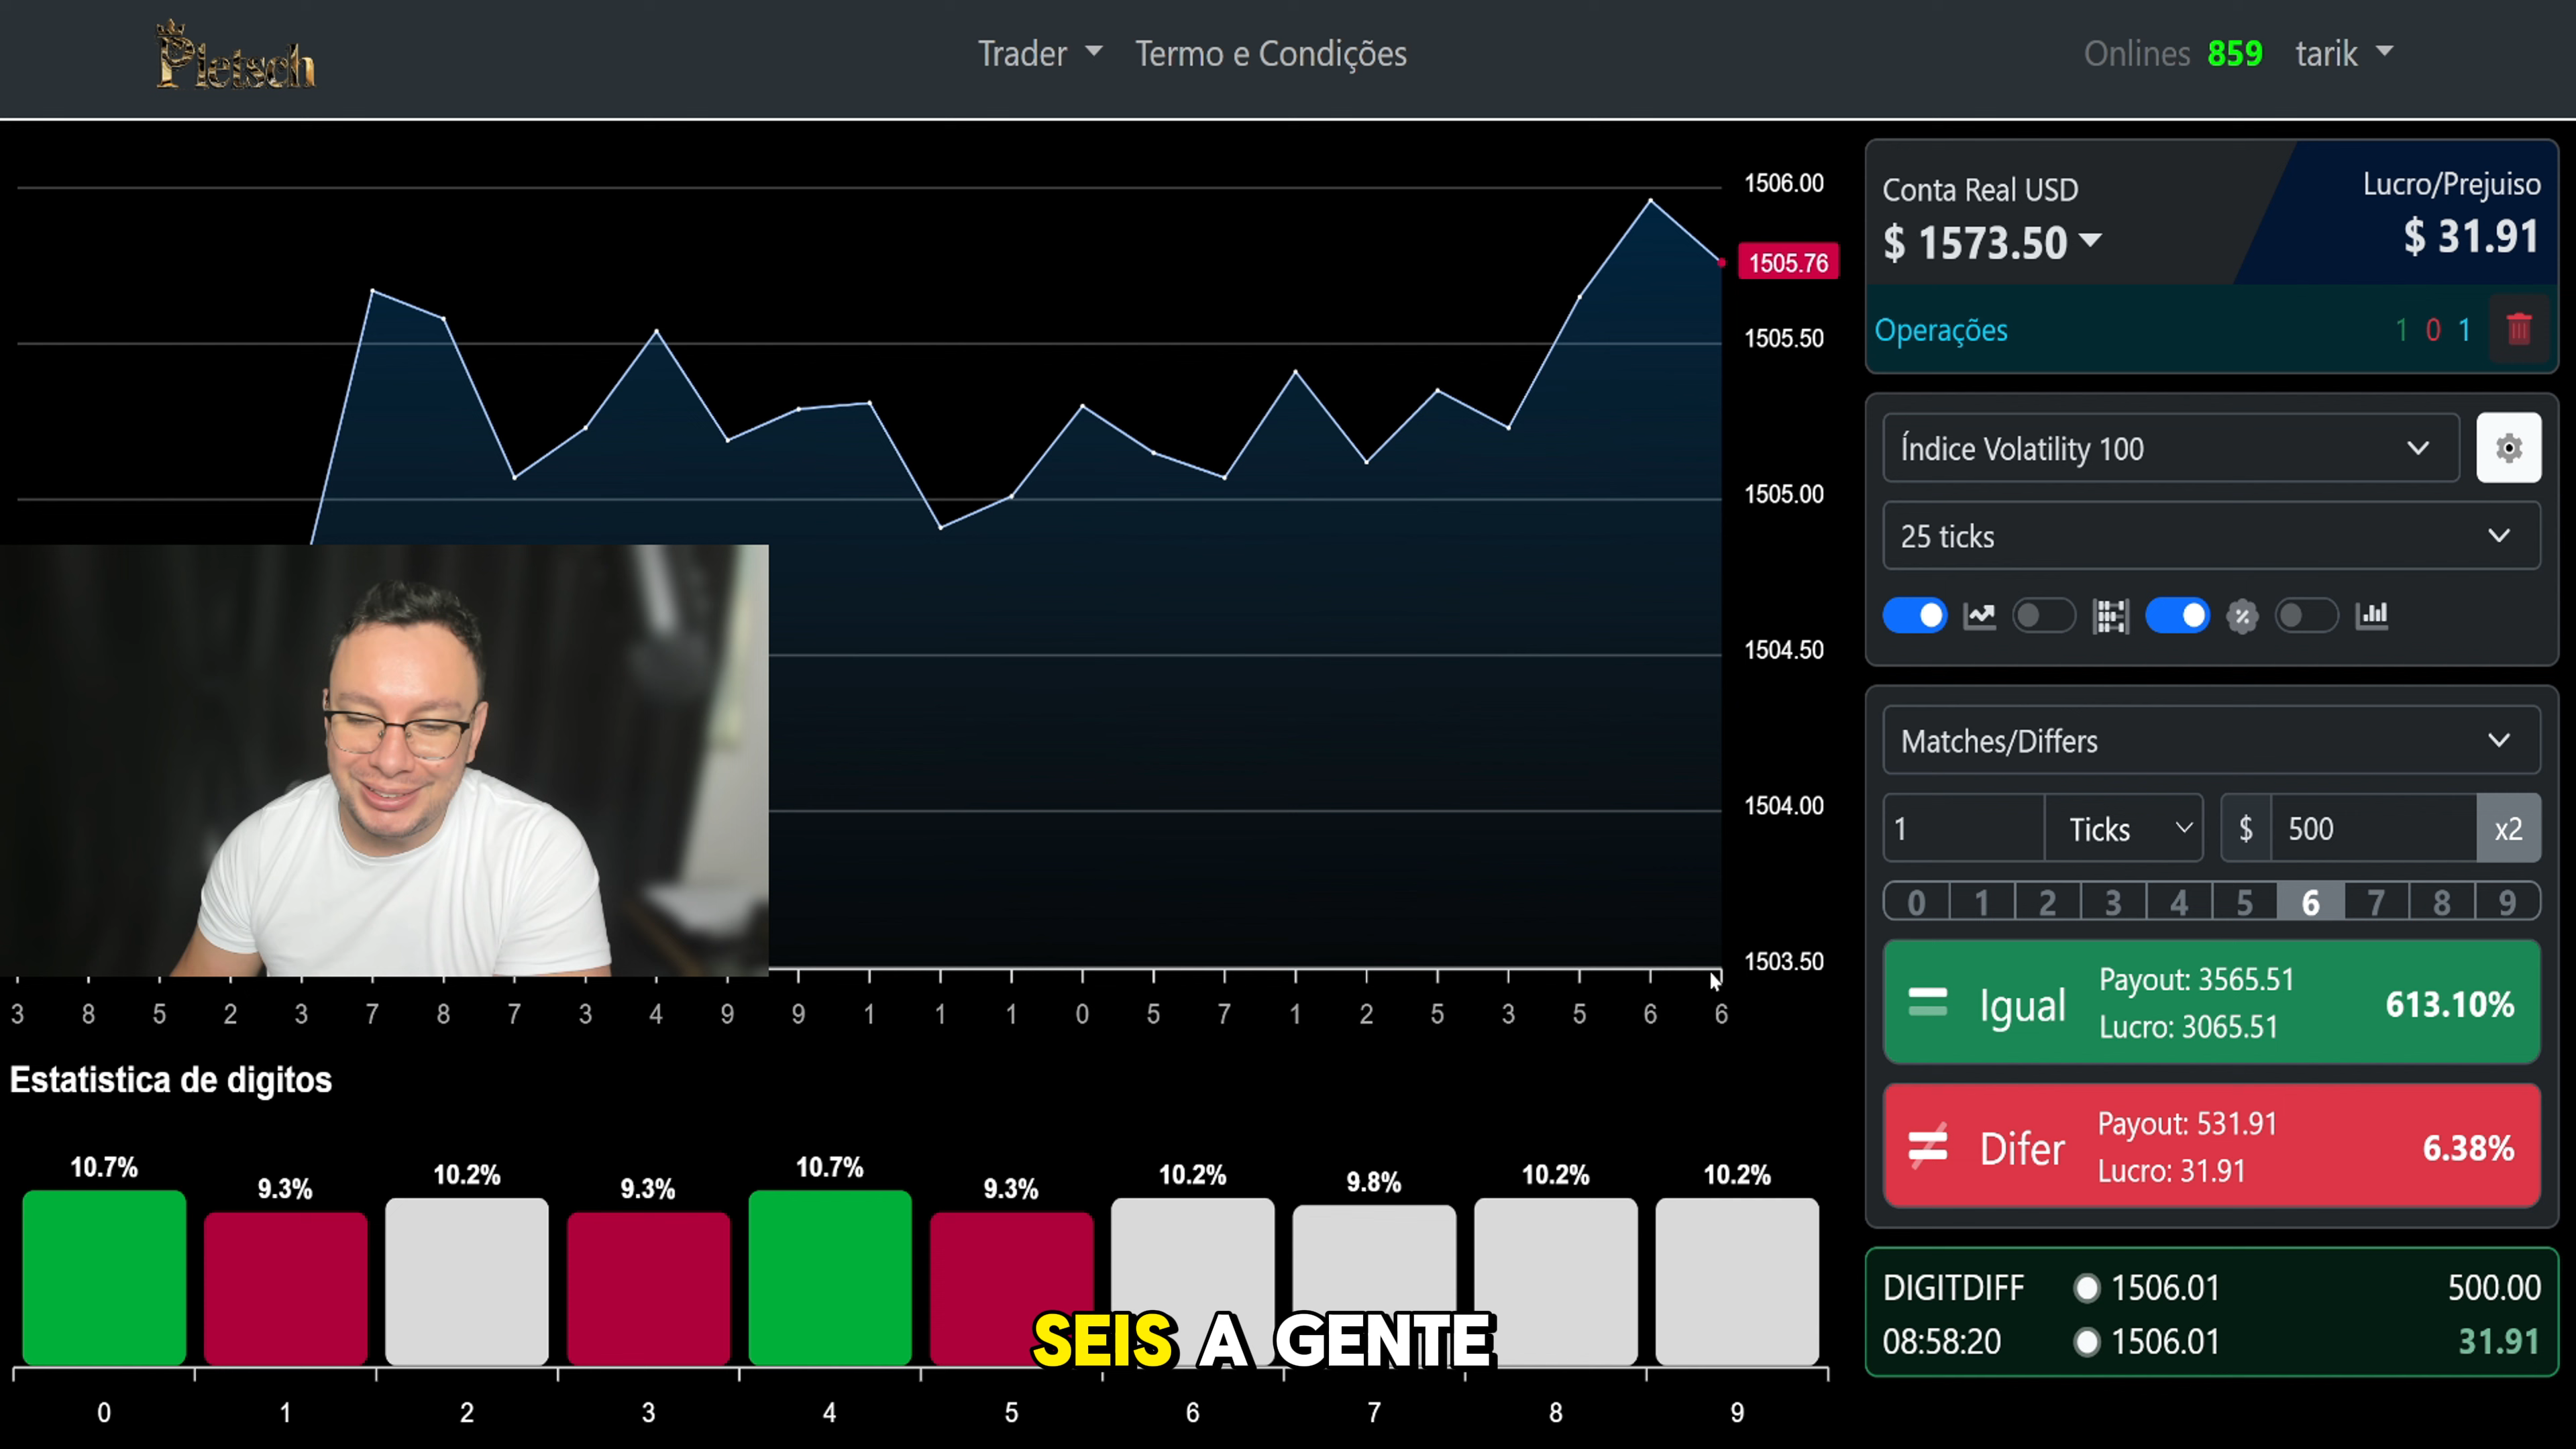 Pletsch
Trader
Termo e Condições
Onlines 859
tarik
1506.00
1505.76
1505.50
1505.00
1504.50
1504.00
1503.50
3 8 5 2 3 7 8 7 3 4 9 9 1 1 1 0 5 7 1 2 5 3 5 6 6
Estatistica de digitos
10.7% 9.3% 10.2% 9.3% 10.7% 9.3% 10.2% 9.8% 10.2% 10.2%
SEIS A GENTE
0 1 2 3 4 5 6 7 8 9
Conta Real USD
$ 1573.50
Lucro/Prejuiso
$ 31.91
Operações
1 0 1
Índice Volatility 100
25 ticks
Matches/Differs
1 Ticks $ 500 x2
0 1 2 3 4 5 6 7 8 9
Igual
Payout: 3565.51
Lucro: 3065.51
613.10%
Difer
Payout: 531.91
Lucro: 31.91
6.38%
DIGITDIFF 1506.01 500.00
08:58:20 1506.01 31.91